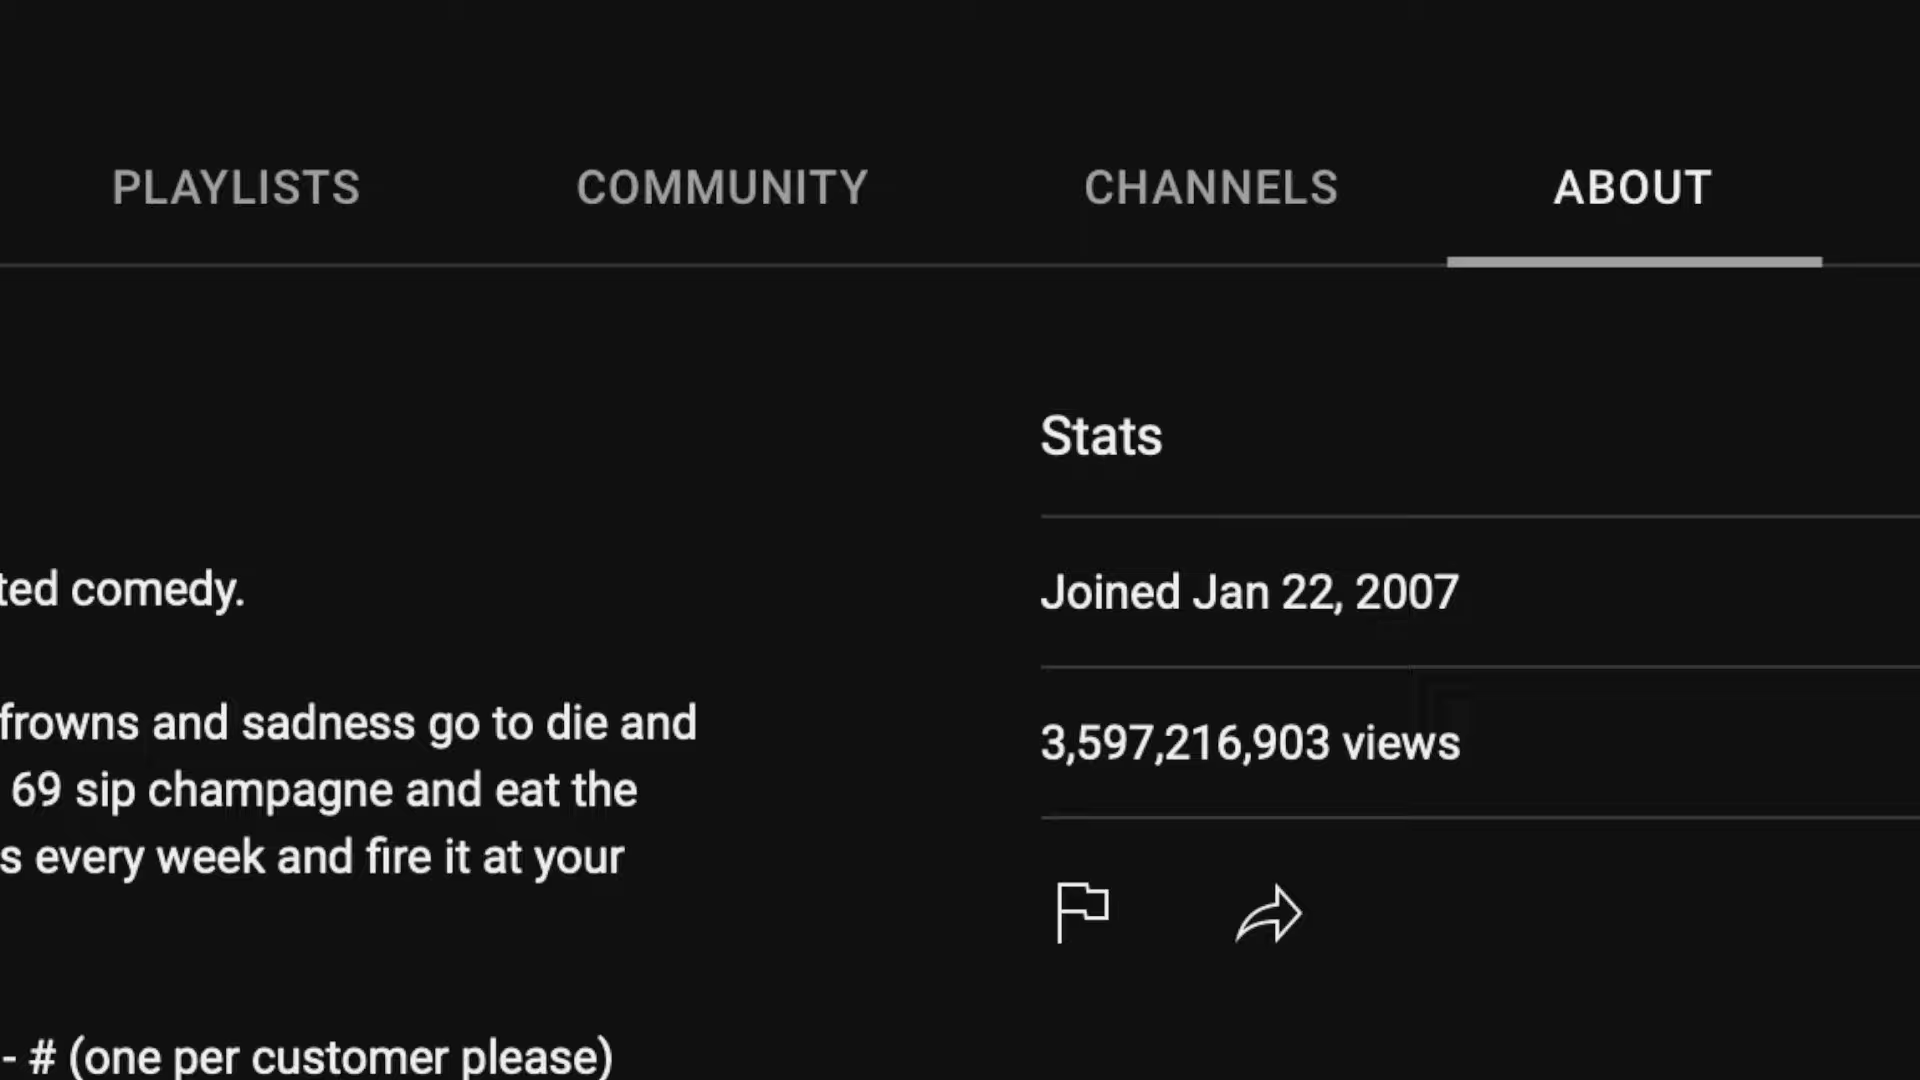 PLAYLISTS COMMUNITY CHANNELS ABOUT
Stats
ted comedy.
Joined Jan 22, 2007
frowns and sadness go to die and
3,597,216,903 views
69 sip champagne and eat the
s every week and fire it at your
- # (one per customer please)